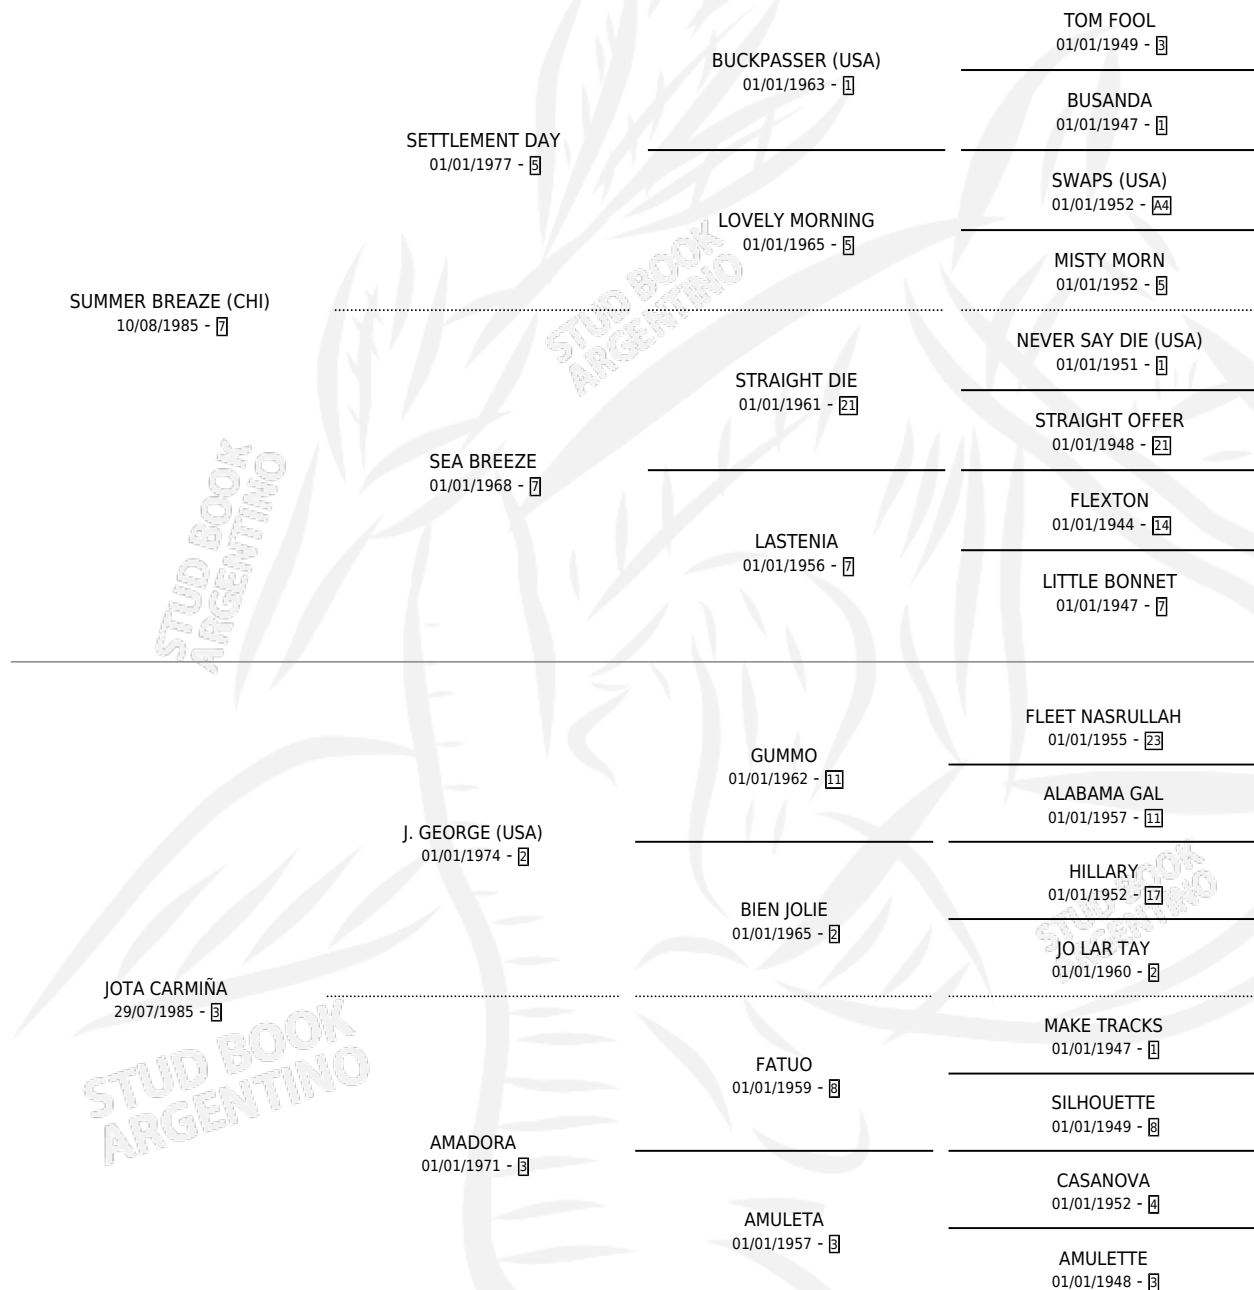 TOM FOOL
01/01/1949 - 3
BUCKPASSER (USA)
01/01/1963 - 1
BUSANDA
01/01/1947 - 1
SETTLEMENT DAY
01/01/1977 - 5
SWAPS (USA)
01/01/1952 - A4
LOVELY MORNING
01/01/1965 - 5
MISTY MORN
01/01/1952 - 5
SUMMER BREAZE (CHI)
10/08/1985 - 7
NEVER SAY DIE (USA)
01/01/1951 - 1
STRAIGHT DIE
01/01/1961 - 21
STRAIGHT OFFER
01/01/1948 - 21
SEA BREEZE
01/01/1968 - 7
FLEXTON
01/01/1944 - 14
LASTENIA
01/01/1956 - 7
LITTLE BONNET
01/01/1947 - 7
FLEET NASRULLAH
01/01/1955 - 23
GUMMO
01/01/1962 - 11
ALABAMA GAL
01/01/1957 - 11
J. GEORGE (USA)
01/01/1974 - 2
HILLARY
01/01/1952 - 17
BIEN JOLIE
01/01/1965 - 2
JO LAR TAY
01/01/1960 - 2
JOTA CARMIÑA
29/07/1985 - 3
MAKE TRACKS
01/01/1947 - 1
FATUO
01/01/1959 - 8
SILHOUETTE
01/01/1949 - 8
AMADORA
01/01/1971 - 3
CASANOVA
01/01/1952 - 4
AMULETA
01/01/1957 - 3
AMULETTE
01/01/1948 - 3
STUD BOOK
ARGENTINO
STUD BOOK
ARGENTINO
STUD BOOK
ARGENTINO
STUD BOOK
ARGENTINO